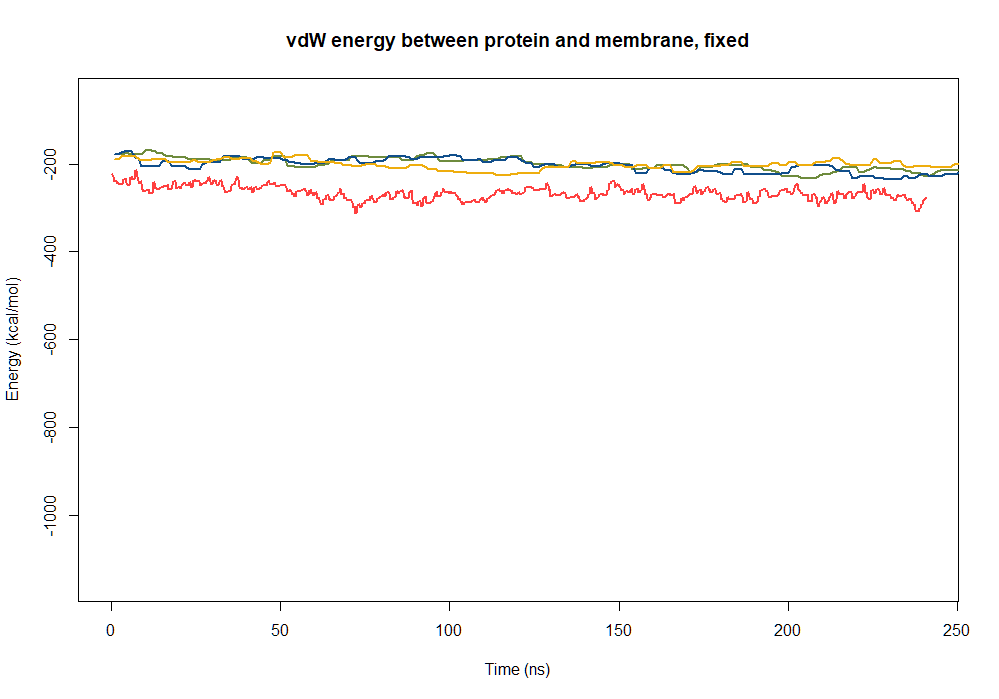 vdW energy between protein and membrane, fixed
Energy (kcal/mol)
-200
-400
-600
-800
-1000
0 50 100 150 200 250
Time (ns)